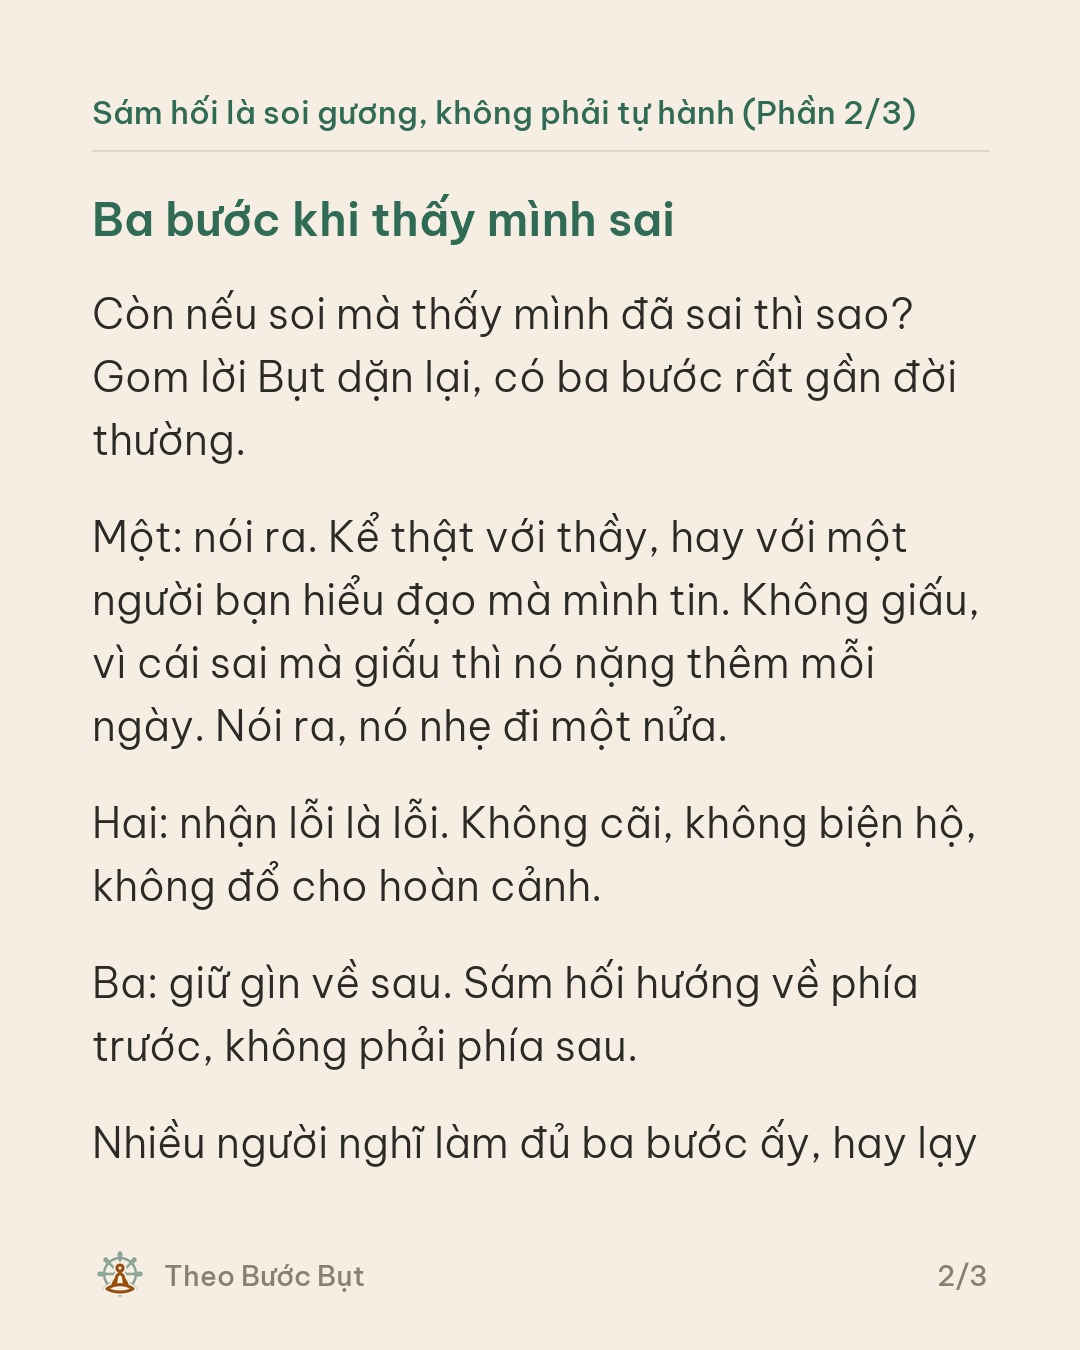 Sám hối là soi gương, không phải tự hành (Phần 2/3)
Ba bước khi thấy mình sai
Còn nếu soi mà thấy mình đã sai thì sao?
Gom lời Bụt dặn lại, có ba bước rất gần đời
thường.
Một: nói ra. Kể thật với thầy, hay với một
người bạn hiểu đạo mà mình tin. Không giấu,
vì cái sai mà giấu thì nó nặng thêm mỗi
ngày. Nói ra, nó nhẹ đi một nửa.
Hai: nhận lỗi là lỗi. Không cãi, không biện hộ,
không đổ cho hoàn cảnh.
Ba: giữ gìn về sau. Sám hối hướng về phía
trước, không phải phía sau.
Nhiều người nghĩ làm đủ ba bước ấy, hay lạy
Theo Bước Bụt
2/3